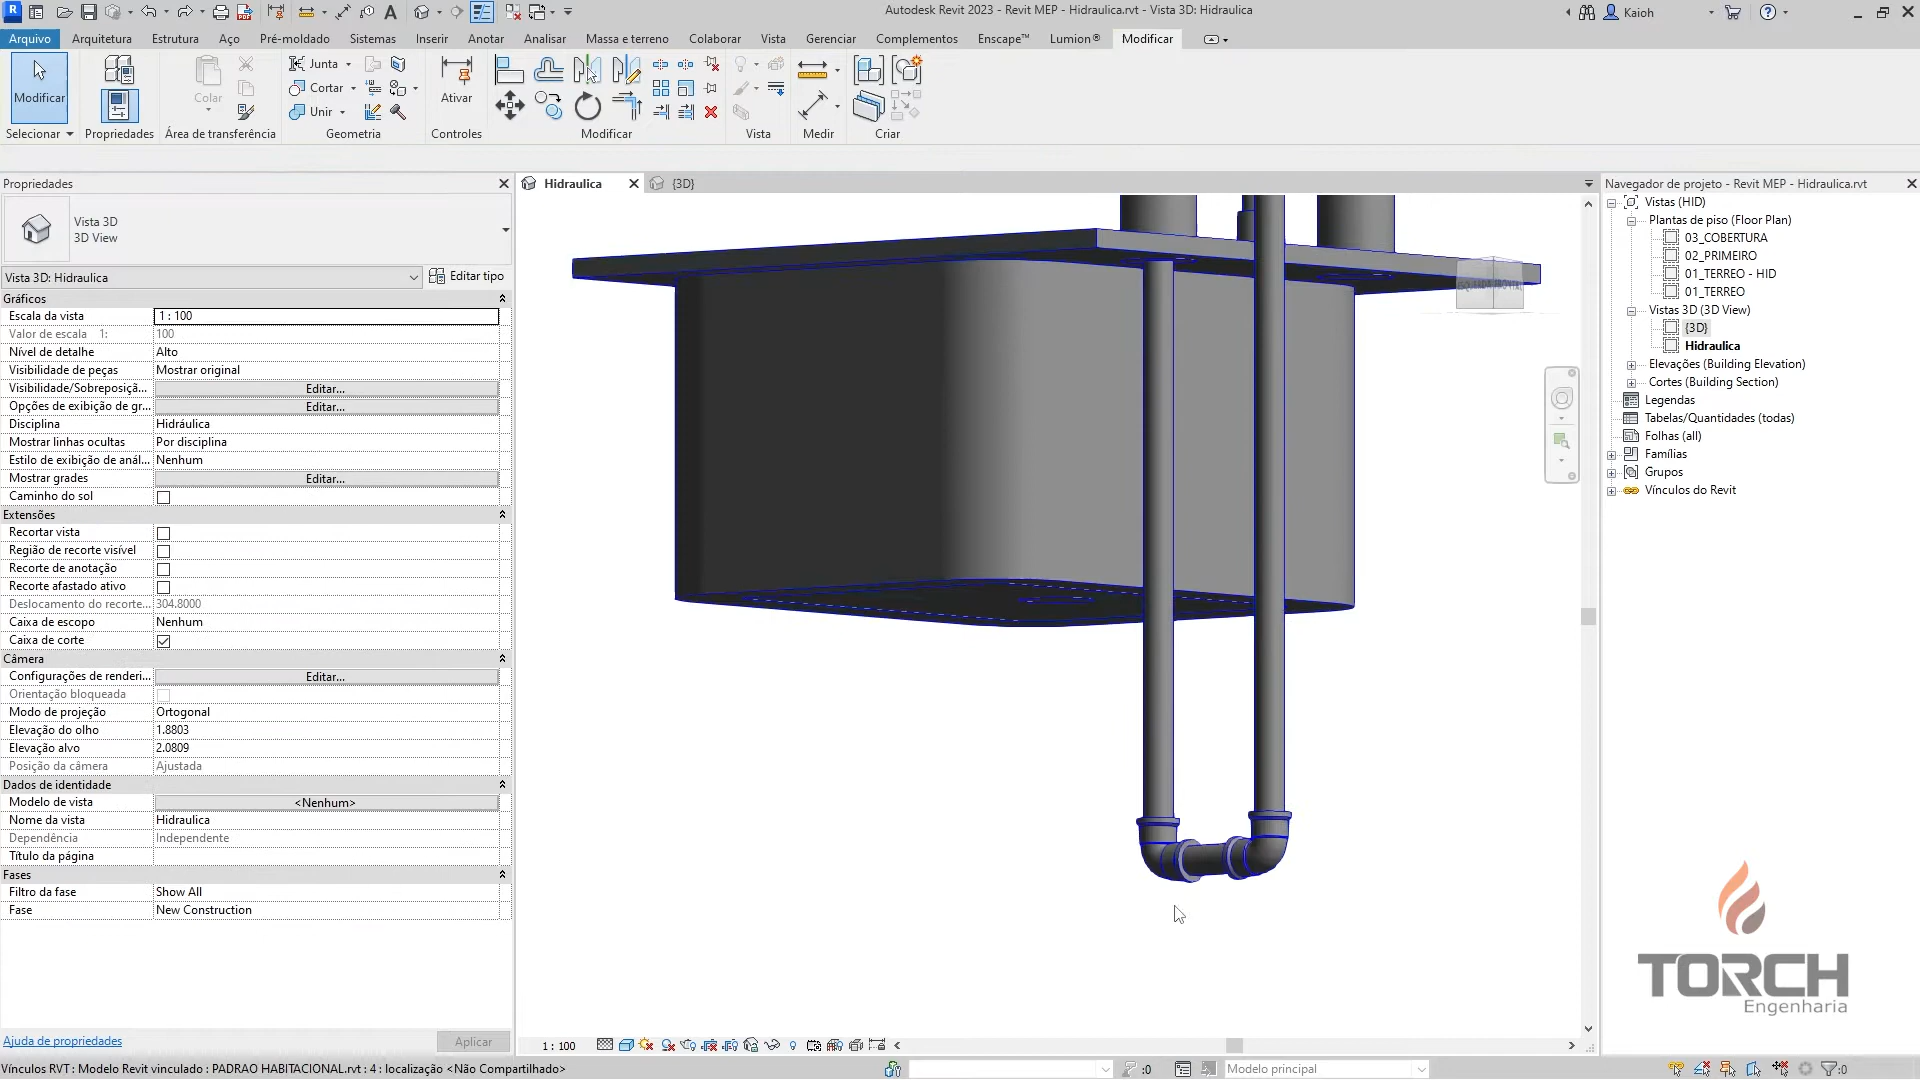 Autodesk Revit 2023 - Revit MEP - Hidraulica.rvt - Vista 3D: Hidraulica
Kaioh
Arquivo Arquitetura Estrutura Aço Pré-moldado Sistemas Inserir Anotar Analisar Massa e terreno Colaborar Vista Gerenciar Complementos Enscape™ Lumion® Modificar
Modificar
Colar
Junta
Cortar
Unir
Ativar
Selecionar Propriedades Área de transferência Geometria Controles Modificar Vista Medir Criar
Propriedades
Vista 3D
3D View
Vista 3D: Hidraulica
Editar tipo
Gráficos
Escala da vista 1 : 100
Valor de escala 1: 100
Nível de detalhe Alto
Visibilidade de peças Mostrar original
Visibilidade/Sobreposiçã... Editar...
Opções de exibição de gr... Editar...
Disciplina Hidráulica
Mostrar linhas ocultas Por disciplina
Estilo de exibição de anál... Nenhum
Mostrar grades Editar...
Caminho do sol
Extensões
Recortar vista
Região de recorte visível
Recorte de anotação
Recorte afastado ativo
Deslocamento do recorte... 304.8000
Caixa de escopo Nenhum
Caixa de corte
Câmera
Configurações de renderi... Editar...
Orientação bloqueada
Modo de projeção Ortogonal
Elevação do olho 1.8803
Elevação alvo 2.0809
Posição da câmera Ajustada
Dados de identidade
Modelo de vista <Nenhum>
Nome da vista Hidraulica
Dependência Independente
Título da página
Fases
Filtro da fase Show All
Fase New Construction
Ajuda de propriedades
Aplicar
Hidraulica
{3D}
1 : 100
Navegador de projeto - Revit MEP - Hidraulica.rvt
Vistas (HID)
Plantas de piso (Floor Plan)
03_COBERTURA
02_PRIMEIRO
01_TERREO - HID
01_TERREO
Vistas 3D (3D View)
{3D}
Hidraulica
Elevações (Building Elevation)
Cortes (Building Section)
Legendas
Tabelas/Quantidades (todas)
Folhas (all)
Famílias
Grupos
Vínculos do Revit
TORCH
Engenharia
Vínculos RVT : Modelo Revit vinculado : PADRAO HABITACIONAL.rvt : 4 : localização <Não Compartilhado>
:0
Modelo principal
:0